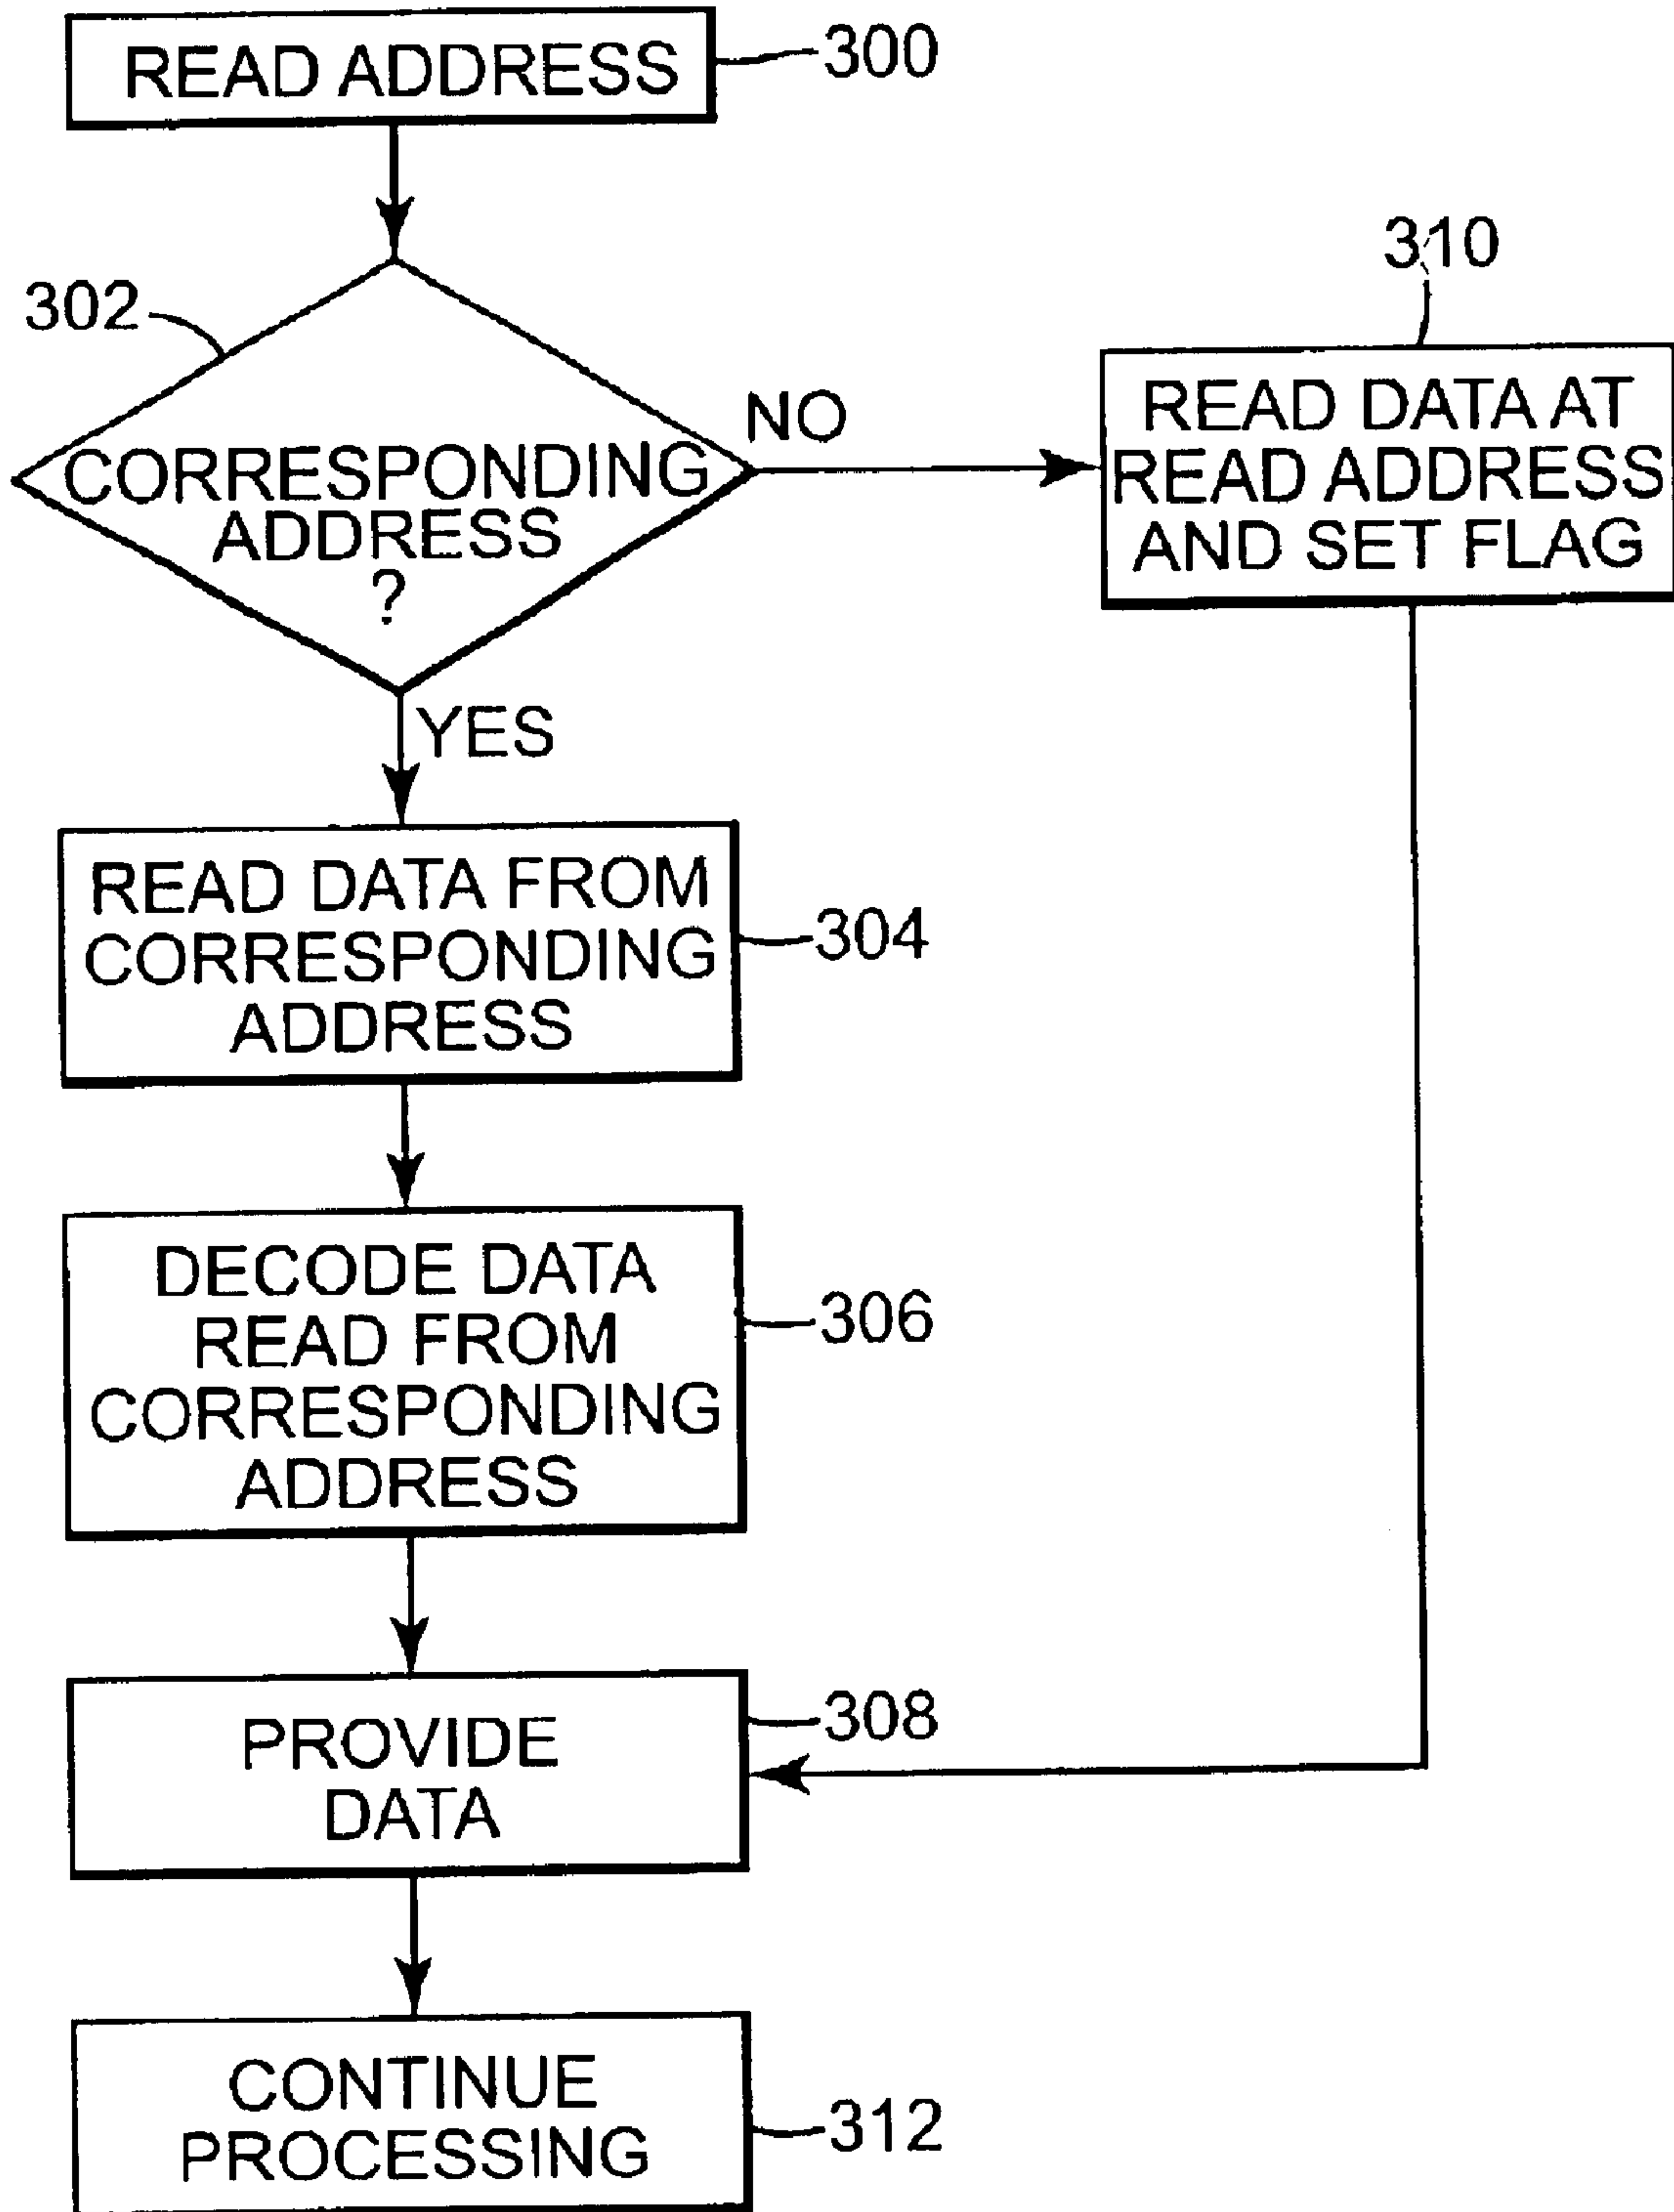 READ ADDRESS
300
302
CORRESPONDING
ADDRESS
?
NO
310
READ DATA AT
READ ADDRESS
AND SET FLAG
YES
READ DATA FROM
CORRESPONDING
ADDRESS
304
DECODE DATA
READ FROM
CORRESPONDING
ADDRESS
306
PROVIDE
DATA
308
CONTINUE
PROCESSING
312